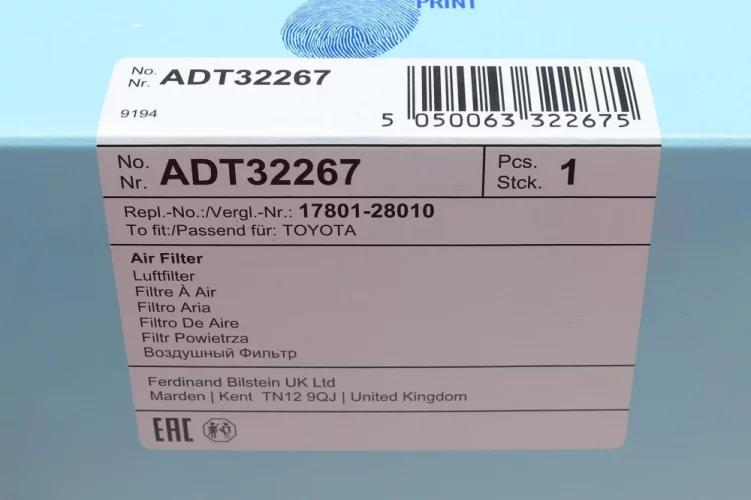 PRINT
No.
Nr. ADT32267
9194
5 050063 322675
No.
Nr. ADT32267
Pcs.
Stck. 1
Repl.-No.:/Vergl.-Nr.: 17801-28010
To fit:/Passend für: TOYOTA
Air Filter
Luftfilter
Filtre À Air
Filtro Aria
Filtro De Aire
Filtr Powietrza
Воздушный Фильтр
Ferdinand Bilstein UK Ltd
Marden | Kent TN12 9QJ | United Kingdom
EAC